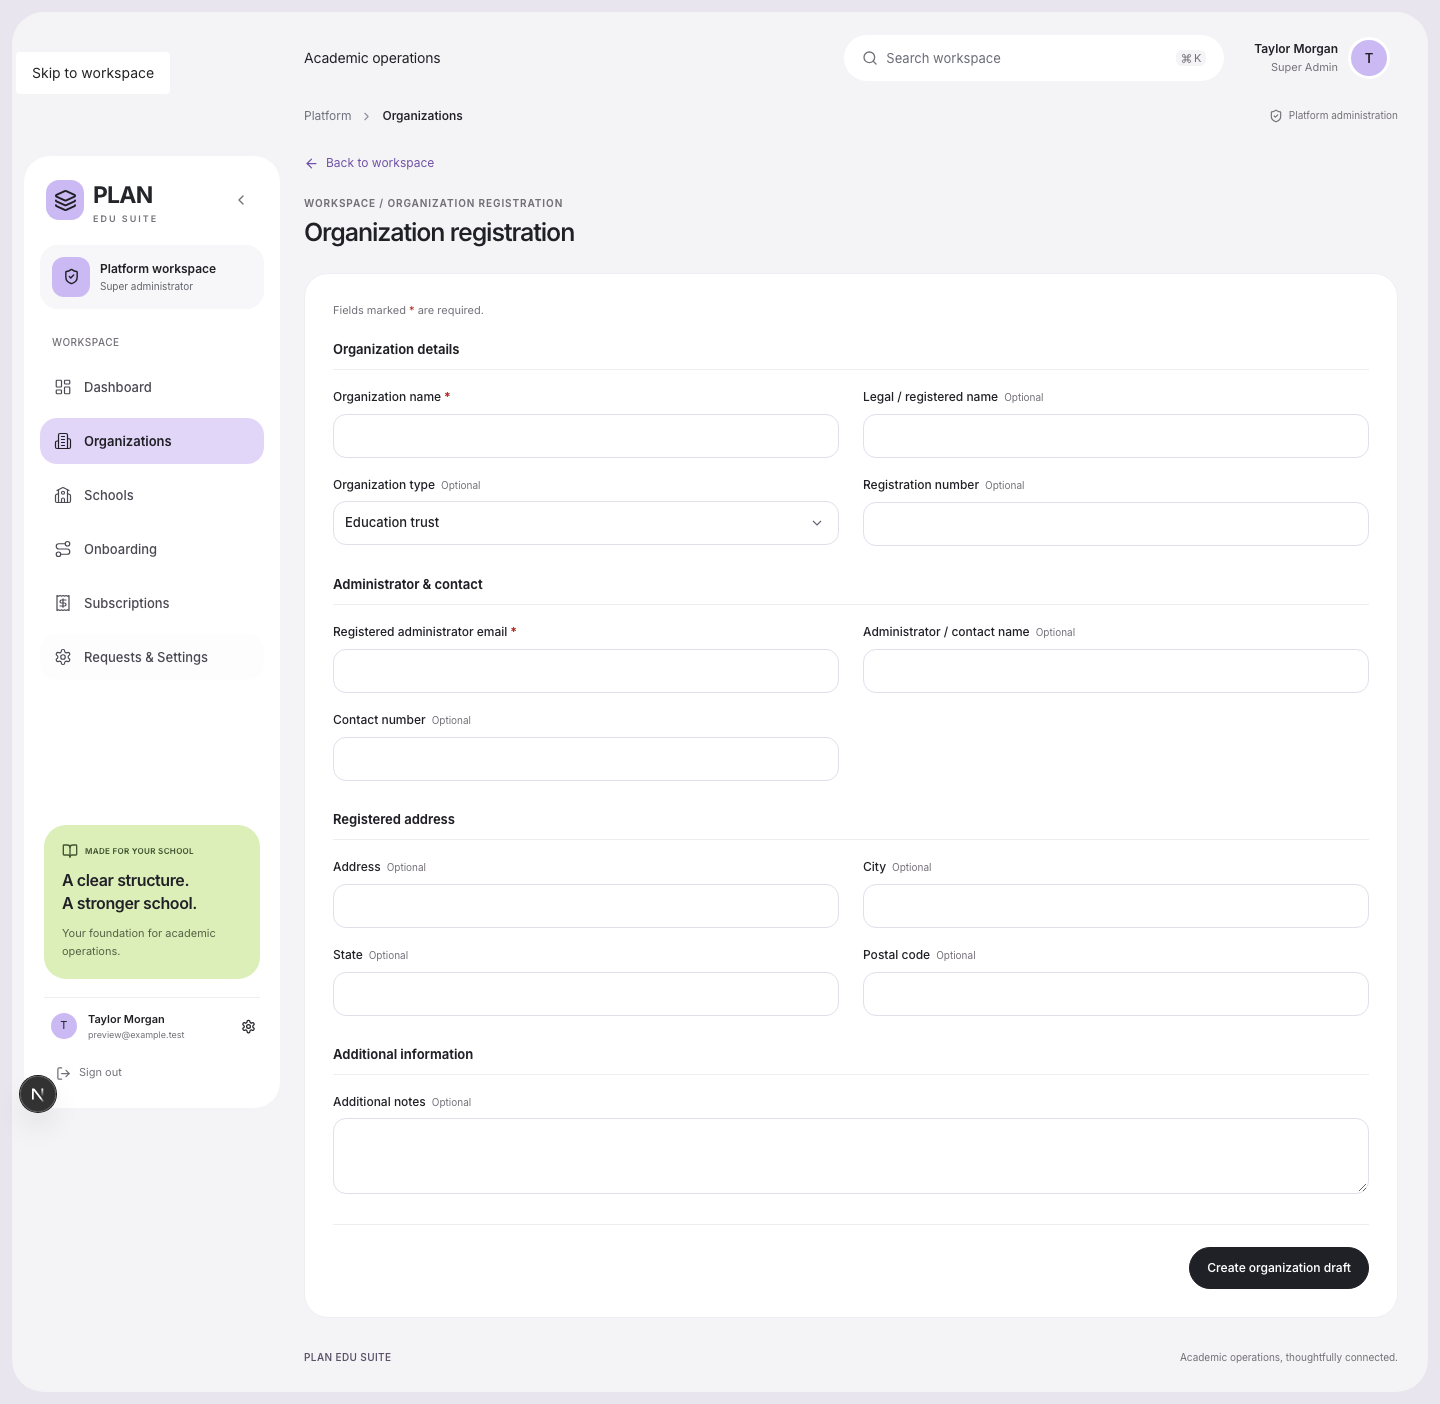 Skip to workspace
Academic operations
Search workspace
⌘ K
Taylor Morgan
Super Admin
T
Platform > Organizations
Platform administration
PLAN
EDU SUITE
Platform workspace
Super administrator
WORKSPACE
Dashboard
Organizations
Schools
Onboarding
Subscriptions
Requests & Settings
MADE FOR YOUR SCHOOL
A clear structure.
A stronger school.
Your foundation for academic
operations.
T
Taylor Morgan
preview@example.test
Sign out
N
Back to workspace
WORKSPACE / ORGANIZATION REGISTRATION
Organization registration
Fields marked * are required.
Organization details
Organization name *
Legal / registered name Optional
Organization type Optional
Education trust
Registration number Optional
Administrator & contact
Registered administrator email *
Administrator / contact name Optional
Contact number Optional
Registered address
Address Optional
City Optional
State Optional
Postal code Optional
Additional information
Additional notes Optional
Create organization draft
PLAN EDU SUITE
Academic operations, thoughtfully connected.